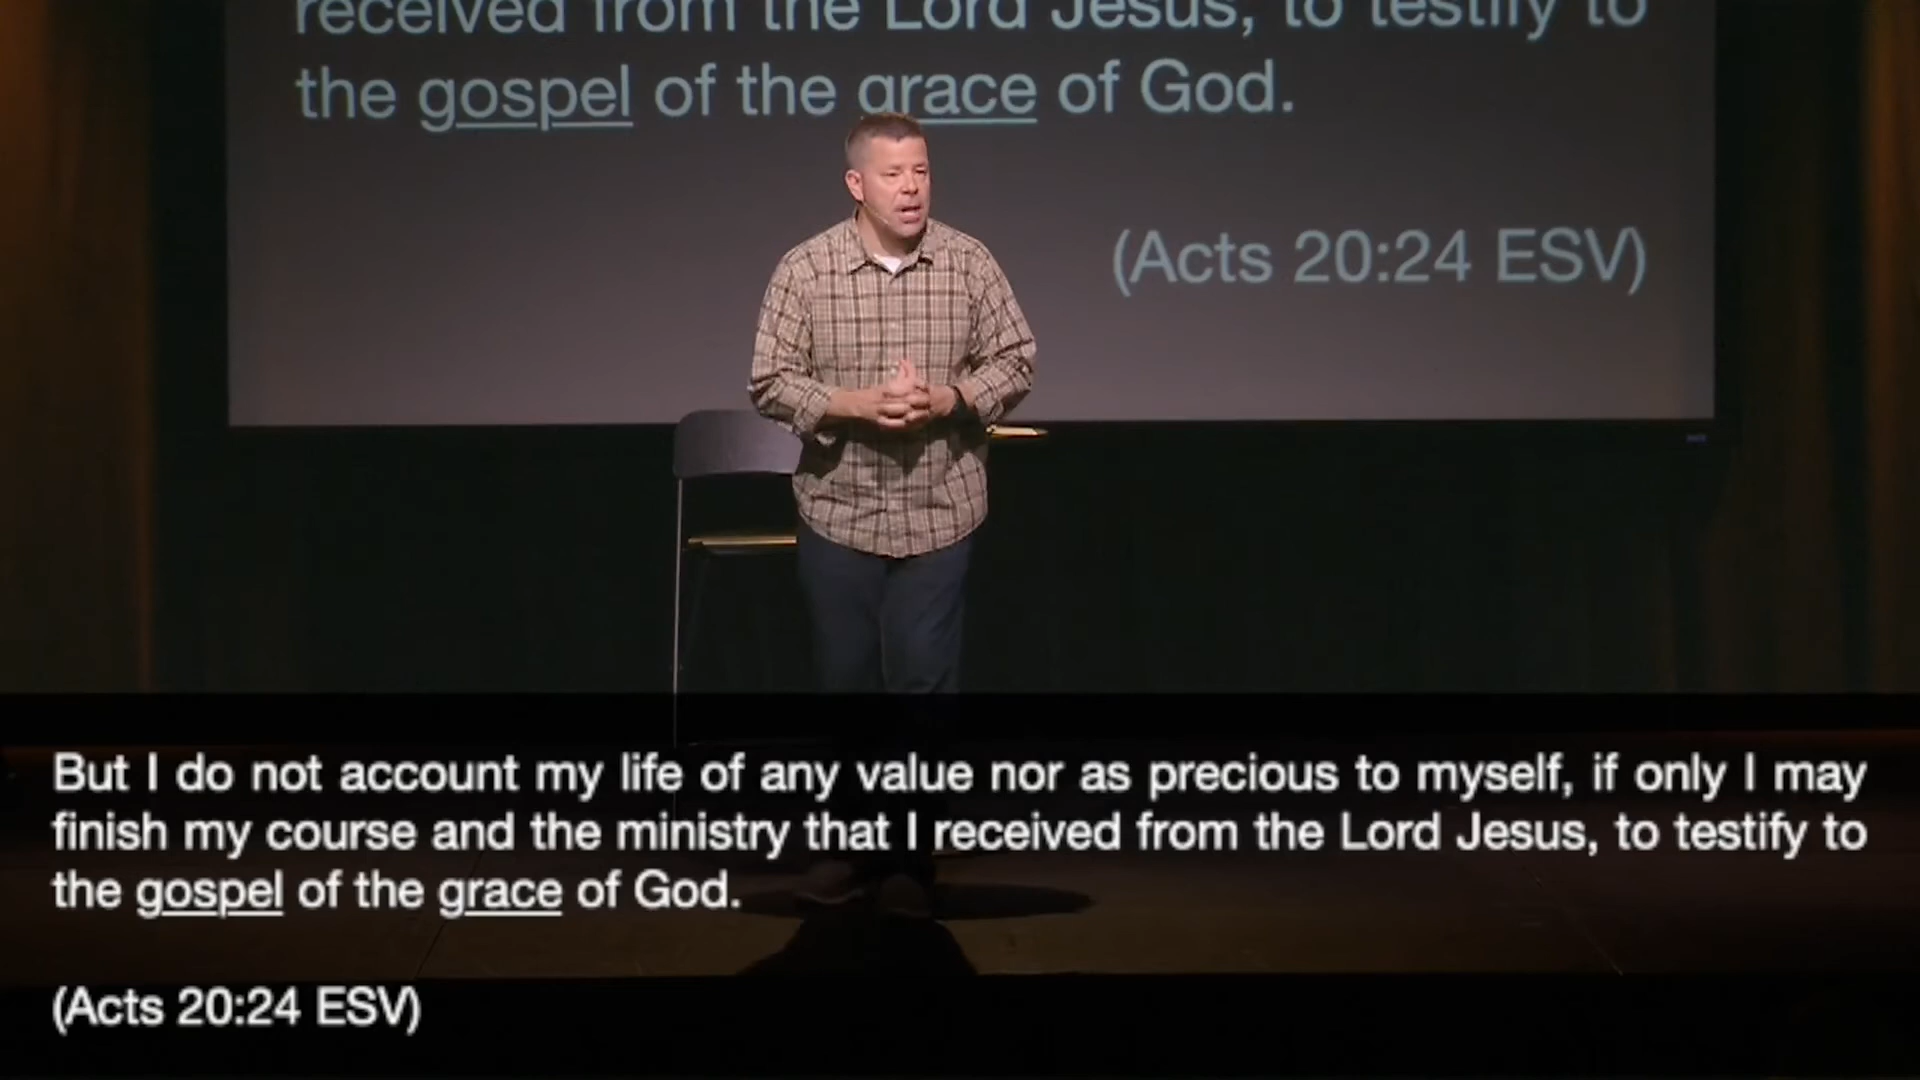 received from the Lord Jesus, to testify to
the gospel of the grace of God.
(Acts 20:24 ESV)
But I do not account my life of any value nor as precious to myself, if only I may
finish my course and the ministry that I received from the Lord Jesus, to testify to
the gospel of the grace of God.
(Acts 20:24 ESV)